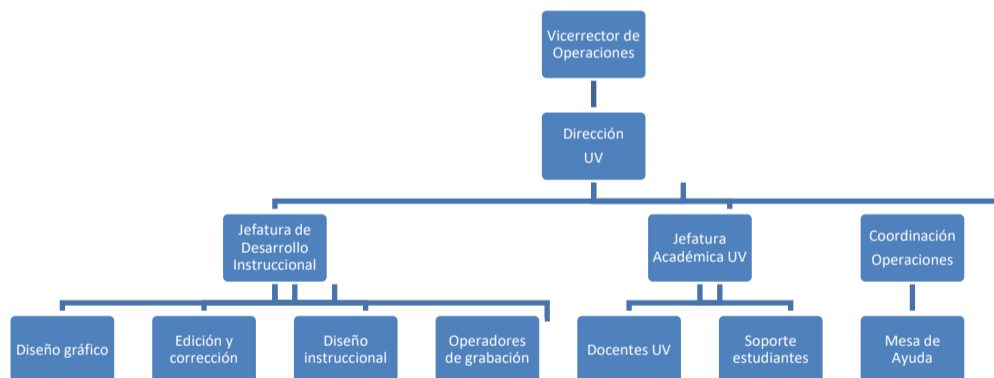 Vicerrector de
Operaciones
Dirección
UV
Jefatura de
Desarrollo
Instruccional
Jefatura
Académica UV
Coordinación
Operaciones
Diseño gráfico
Edición y
corrección
Diseño
instruccional
Operadores
de grabación
Docentes UV
Soporte
estudiantes
Mesa de
Ayuda